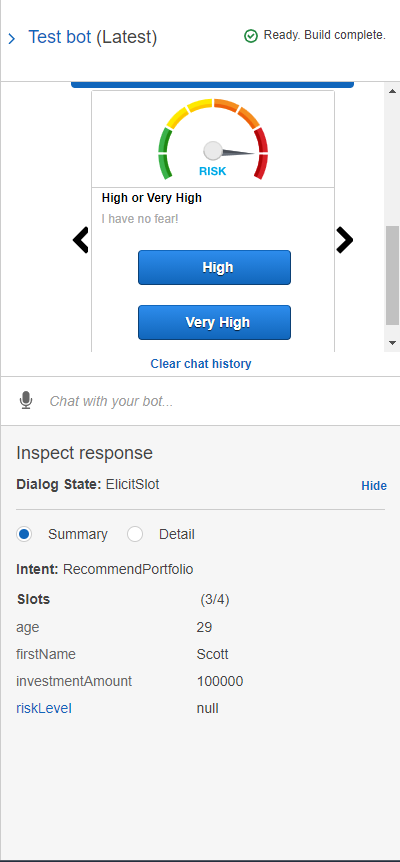 Test bot (Latest)
Ready. Build complete.
RISK
High or Very High
I have no fear!
High
Very High
Clear chat history
Chat with your bot...
Inspect response
Dialog State: ElicitSlot
Hide
Summary Detail
Intent: RecommendPortfolio
Slots (3/4)
age 29
firstName Scott
investmentAmount 100000
riskLevel null